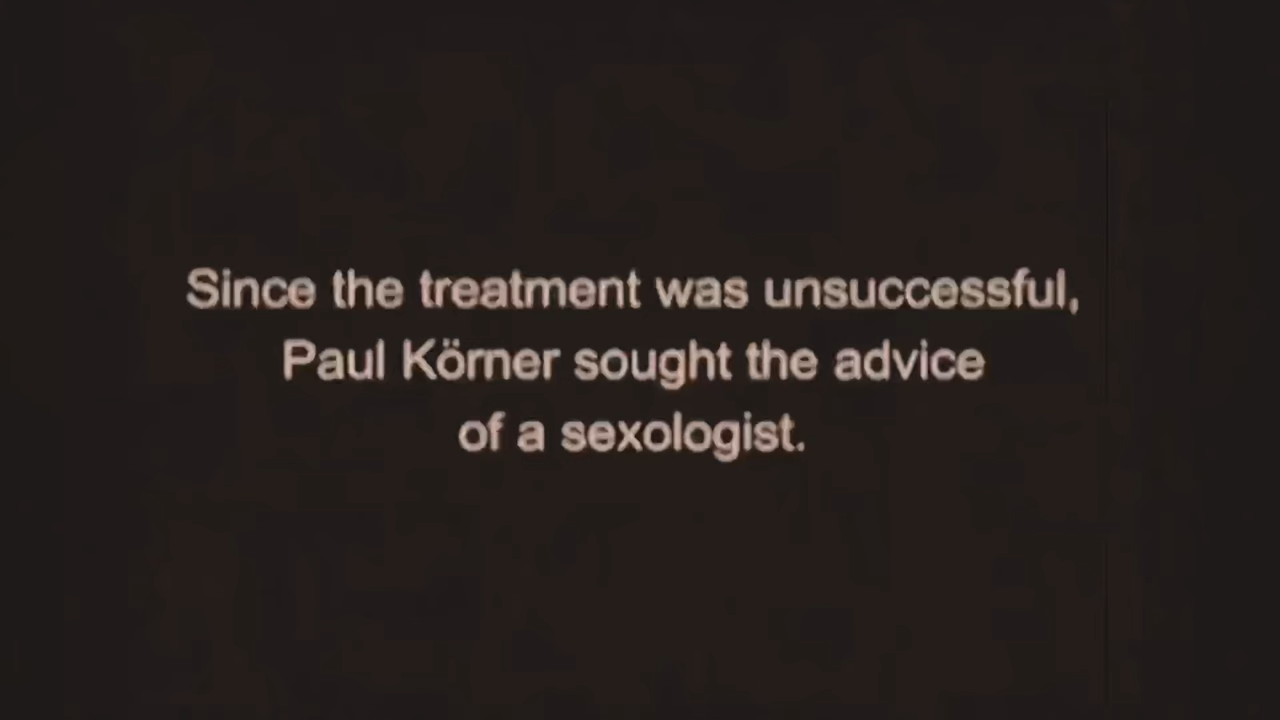 Since the treatment was unsuccessful,
Paul Körner sought the advice
of a sexologist.